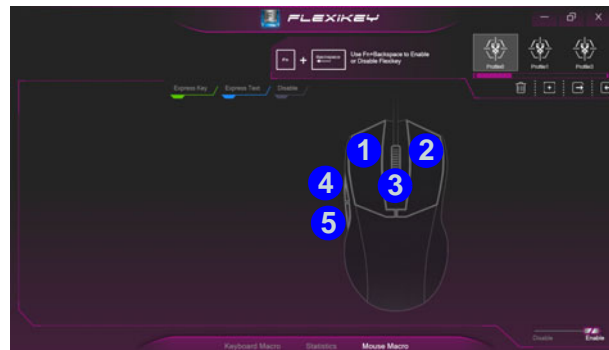 FLEXIKEY
Fn + Backspace
Use Fn+Backspace to Enable
or Disable Flexikey
Profile0
Profile1
Express Key
Express Text
Disable
1
2
3
4
5
Disable
Enable
Keyboard Macro
Statistics
Mouse Macro